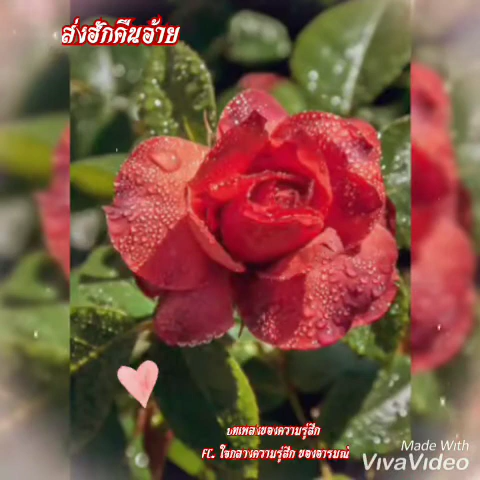 ส่งฮักคืนอ้าย
บทเพลงของความรู้สึก
FC. ใจกลางความรู้สึก ของอารมณ์
Made With
VivaVideo